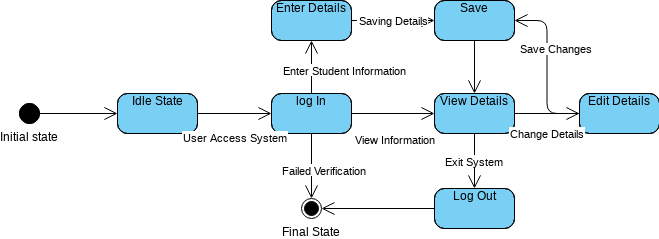 Enter Details
Saving Details
Save
Save Changes
Enter Student Information
Idle State
log In
View Details
Edit Details
Initial state
User Access System
View Information
Change Details
Failed Verification
Exit System
Log Out
Final State